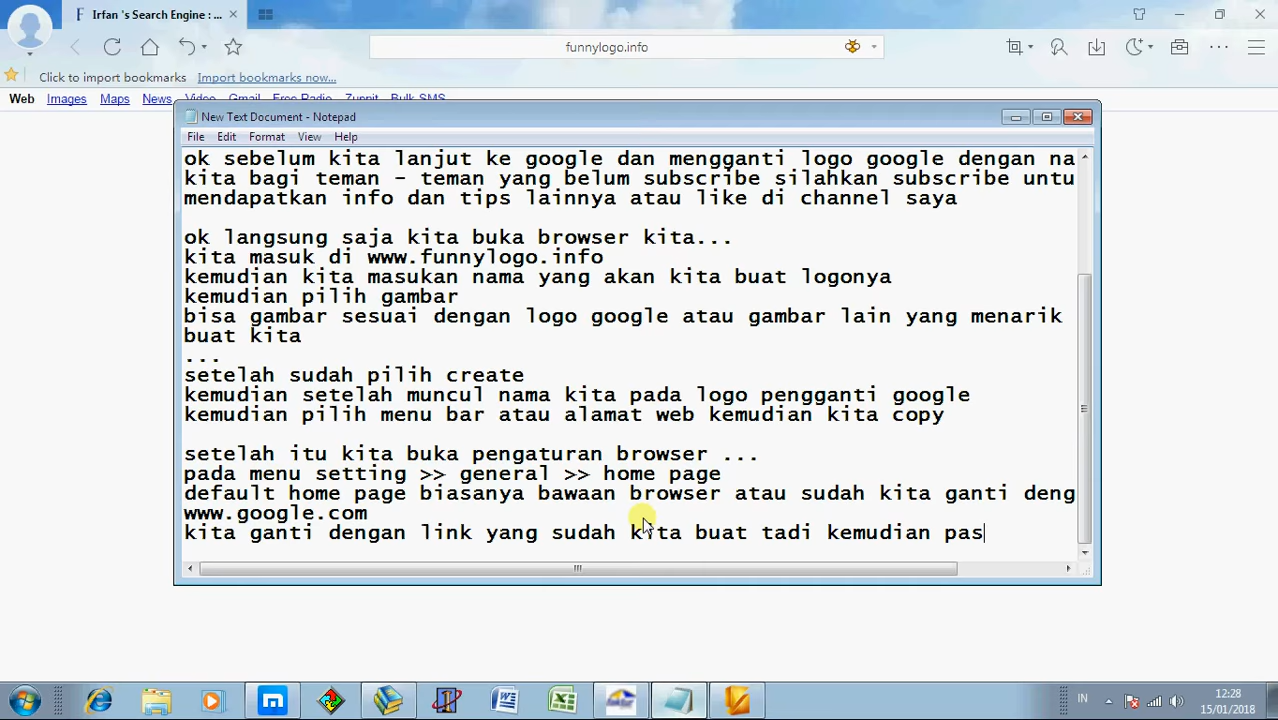 Irfan 's Search Engine : ...
funnylogo.info
Click to import bookmarks Import bookmarks now...
Web Images Maps News Video Gmail Free Radio Zuppit Bulk SMS
New Text Document - Notepad
File Edit Format View Help
ok sebelum kita lanjut ke google dan mengganti logo google dengan na
kita bagi teman - teman yang belum subscribe silahkan subscribe untu
mendapatkan info dan tips lainnya atau like di channel saya
ok langsung saja kita buka browser kita...
kita masuk di www.funnylogo.info
kemudian kita masukan nama yang akan kita buat logonya
kemudian pilih gambar
bisa gambar sesuai dengan logo google atau gambar lain yang menarik
buat kita
...
setelah sudah pilih create
kemudian setelah muncul nama kita pada logo pengganti google
kemudian pilih menu bar atau alamat web kemudian kita copy
setelah itu kita buka pengaturan browser ...
pada menu setting >> general >> home page
default home page biasanya bawaan browser atau sudah kita ganti deng
www.google.com
kita ganti dengan link yang sudah kita buat tadi kemudian pas
IN
12:28
15/01/2018